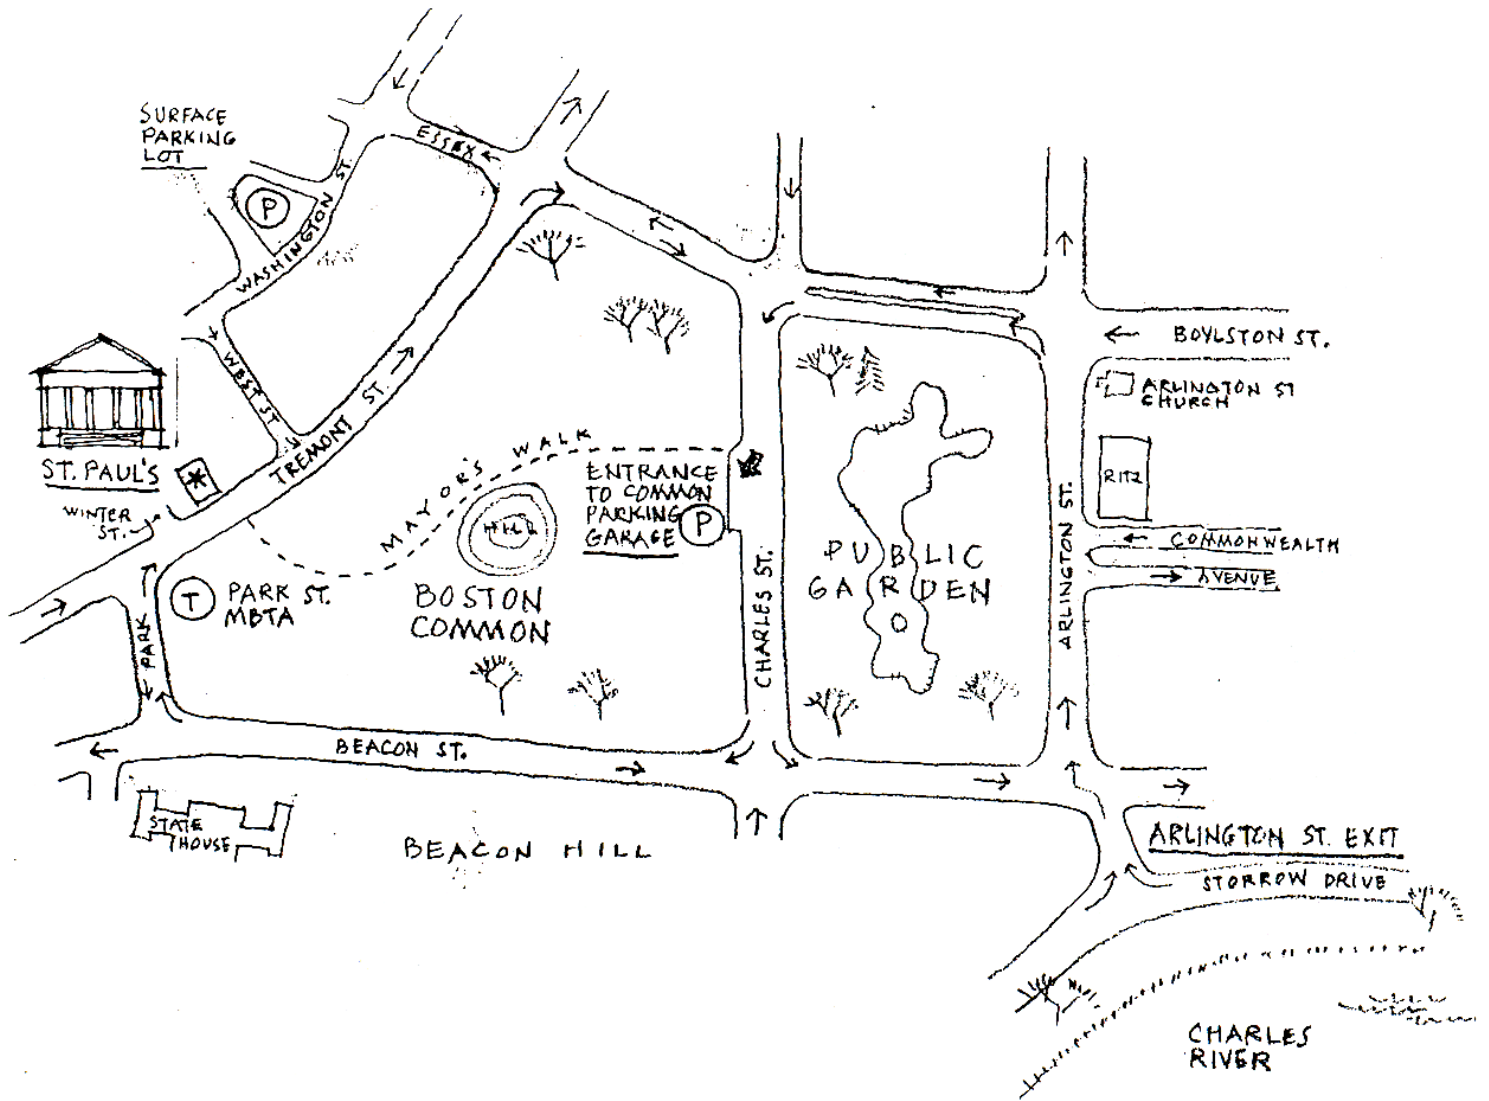 SURFACE
PARKING
LOT
P
ESSEX
WASHINGTON ST.
WEST ST
TREMONT ST.
ST. PAUL'S
*
WINTER
ST.
MAYOR'S WALK
HILL
ENTRANCE
TO COMMON
PARKING
GARAGE
P
T
PARK ST.
MBTA
BOSTON
COMMON
PARK
CHARLES ST.
PUBLIC
GARDEN
ARLINGTON ST.
BOYLSTON ST.
ARLINGTON ST
CHURCH
RITZ
COMMONWEALTH
AVENUE
BEACON ST.
STATE
HOUSE
BEACON HILL
ARLINGTON ST. EXIT
STORROW DRIVE
CHARLES
RIVER